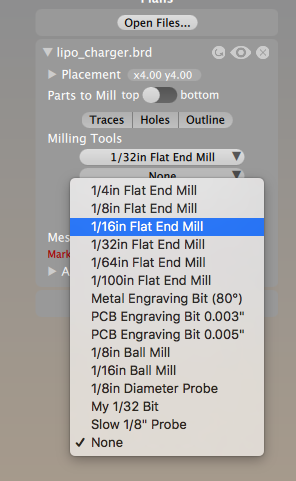 Open Files...
lipo_charger.brd
Placement x4.00 y4.00
Parts to Mill top bottom
Traces Holes Outline
Milling Tools
1/32in Flat End Mill
None
1/4in Flat End Mill
1/8in Flat End Mill
1/16in Flat End Mill
1/32in Flat End Mill
1/64in Flat End Mill
1/100in Flat End Mill
Metal Engraving Bit (80°)
PCB Engraving Bit 0.003"
PCB Engraving Bit 0.005"
1/8in Ball Mill
1/16in Ball Mill
1/8in Diameter Probe
My 1/32 Bit
Slow 1/8" Probe
None
Mes
Mark
A